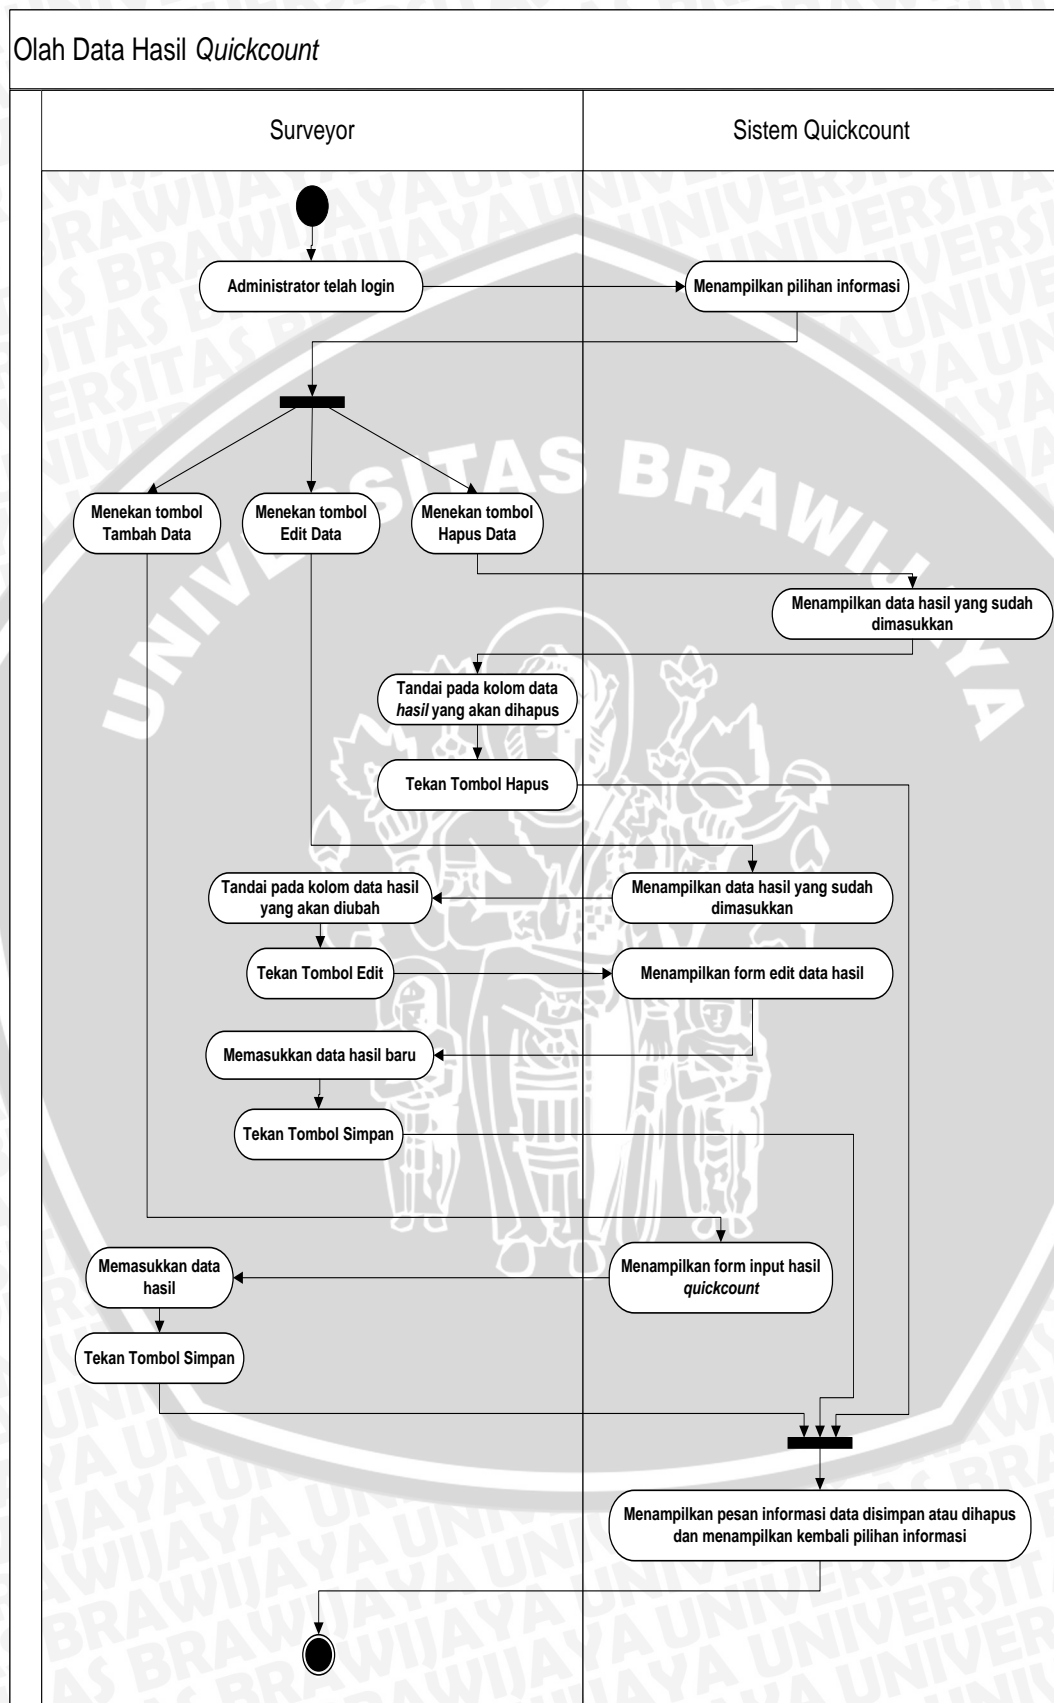 Olah Data Hasil Quickcount
Surveyor
Sistem Quickcount
Administrator telah login
Menampilkan pilihan informasi
UNIVERSITAS BRAWIJAYA
Menekan tombol
Tambah Data
Menekan tombol
Edit Data
Menekan tombol
Hapus Data
Menampilkan data hasil yang sudah
dimasukkan
Tandai pada kolom data
hasil yang akan dihapus
Tekan Tombol Hapus
Tandai pada kolom data hasil
yang akan diubah
Menampilkan data hasil yang sudah
dimasukkan
Tekan Tombol Edit
Menampilkan form edit data hasil
Memasukkan data hasil baru
Tekan Tombol Simpan
Memasukkan data
hasil
Menampilkan form input hasil
quickcount
Tekan Tombol Simpan
Menampilkan pesan informasi data disimpan atau dihapus
dan menampilkan kembali pilihan informasi